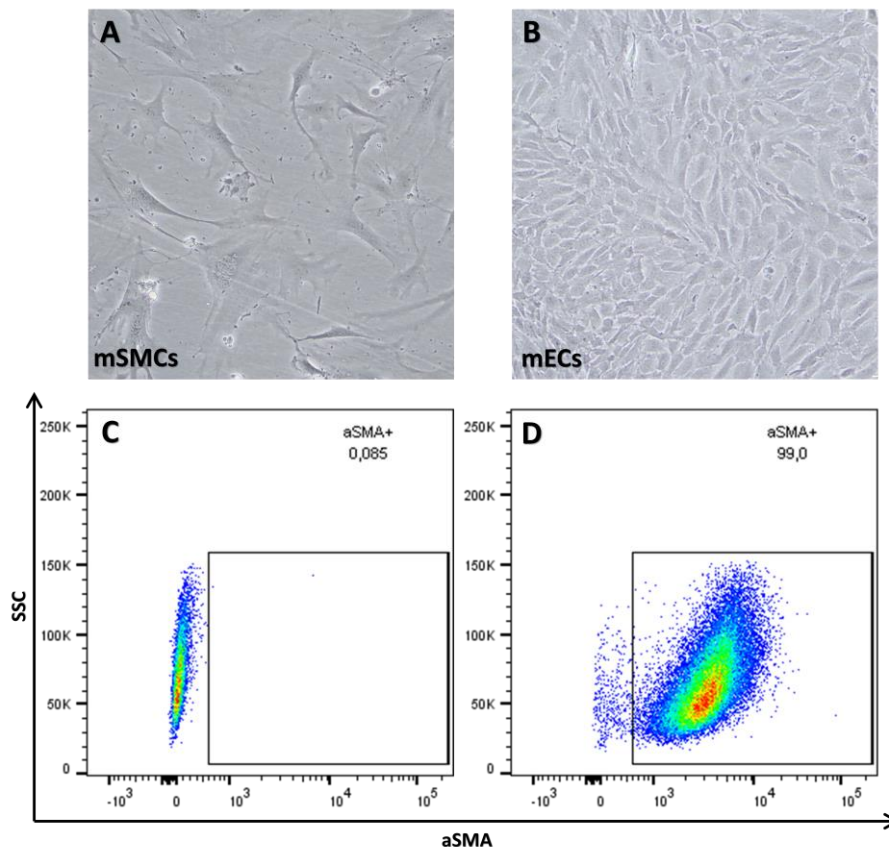 A
B
mSMCs
mECs
C
aSMA+
0,085
D
aSMA+
99,0
250K
200K
150K
100K
50K
0
250K
200K
150K
100K
50K
0
SSC
-10³ 0 10³ 10⁴ 10⁵
-10³ 0 10³ 10⁴ 10⁵
aSMA